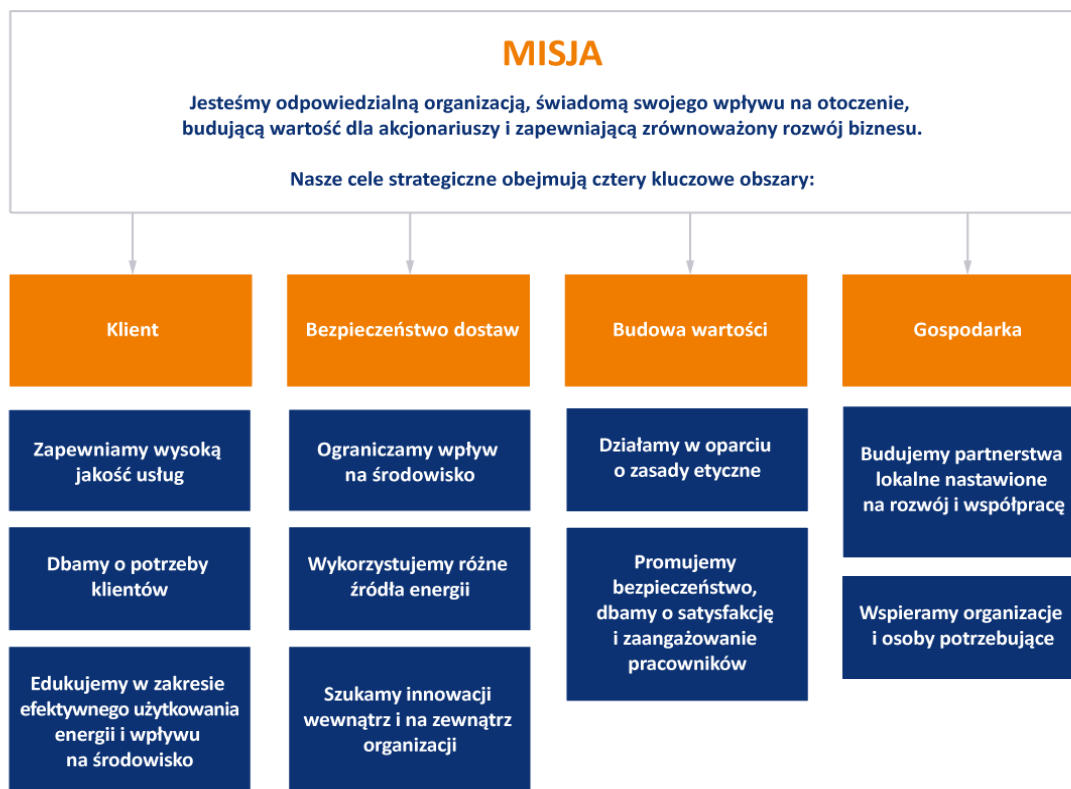 MISJA
Jesteśmy odpowiedzialną organizacją, świadomą swojego wpływu na otoczenie,
budującą wartość dla akcjonariuszy i zapewniającą zrównoważony rozwój biznesu.
Nasze cele strategiczne obejmują cztery kluczowe obszary:
Klient
Zapewniamy wysoką
jakość usług
Dbamy o potrzeby
klientów
Edukujemy w zakresie
efektywnego użytkowania
energii i wpływu
na środowisko
Bezpieczeństwo dostaw
Ograniczamy wpływ
na środowisko
Wykorzystujemy różne
źródła energii
Szukamy innowacji
wewnątrz i na zewnątrz
organizacji
Budowa wartości
Działamy w oparciu
o zasady etyczne
Promujemy
bezpieczeństwo,
dbamy o satysfakcję
i zaangażowanie
pracowników
Gospodarka
Budujemy partnerstwa
lokalne nastawione
na rozwój i współpracę
Wspieramy organizacje
i osoby potrzebujące